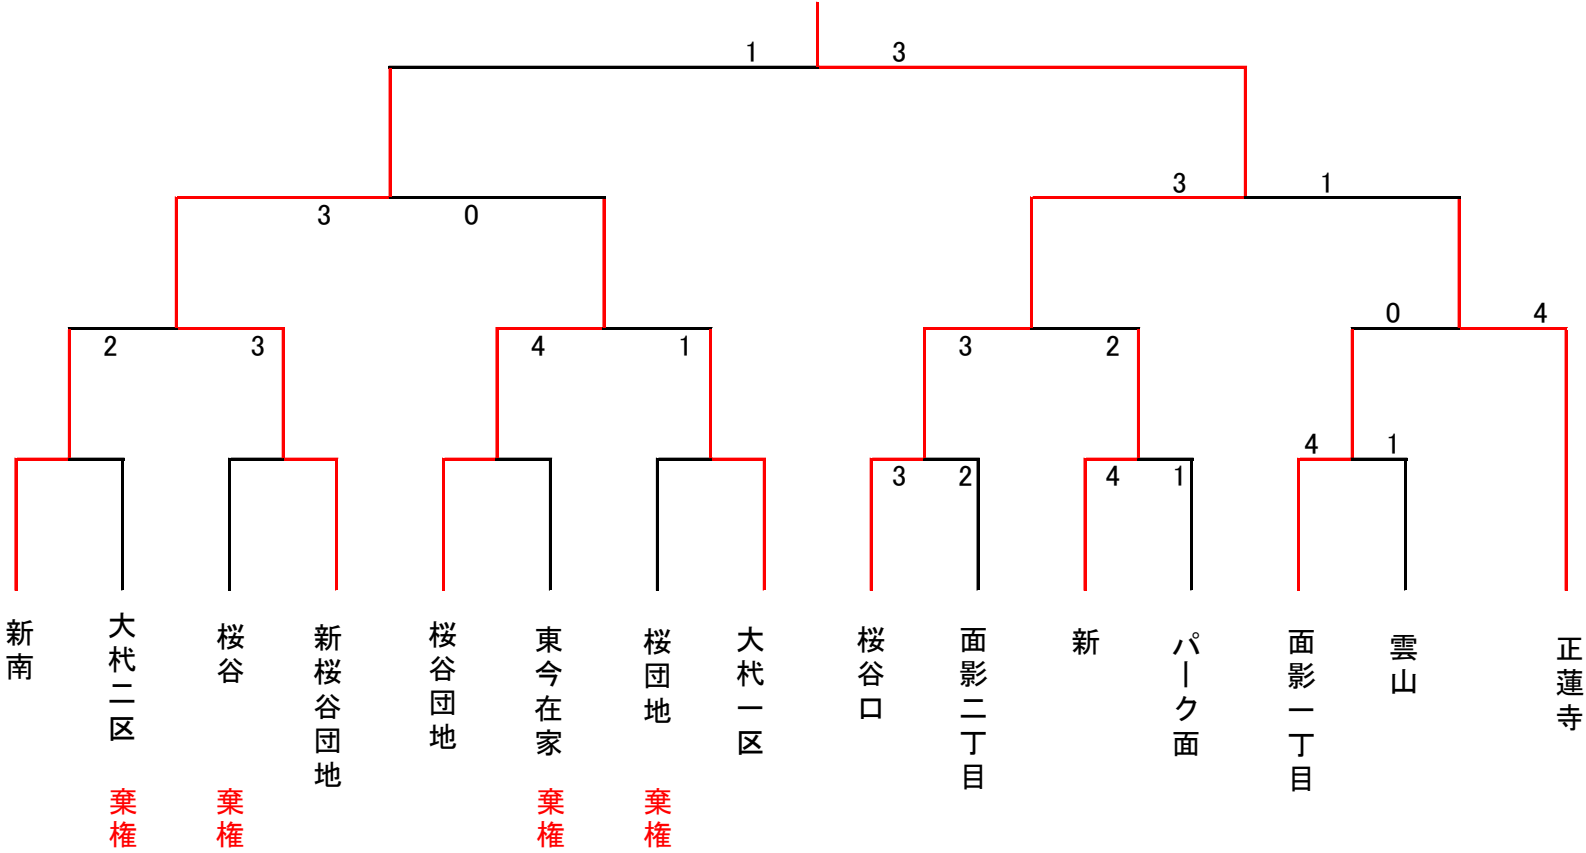 1 3
3 1
3 0
0 4
2 3 4 1 3 2
4 1
3 2 4 1
新南
大杙二区
桜谷
新桜谷団地
桜谷団地
東今在家
桜団地
大杙一区
桜谷口
面影二丁目
新
パーク面
面影一丁目
雲山
正蓮寺
棄権
棄権
棄権
棄権